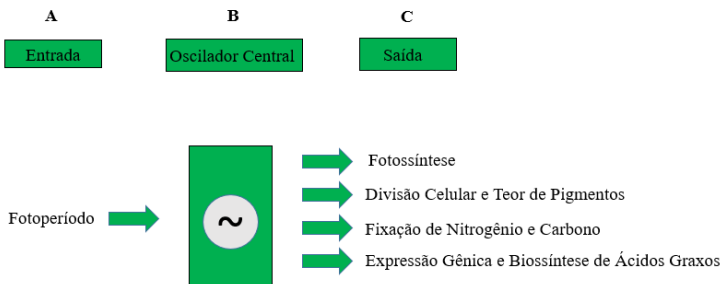 A B C
Entrada Oscilador Central Saída
Fotossíntese
Divisão Celular e Teor de Pigmentos
Fotoperíodo ~ Fixação de Nitrogênio e Carbono
Expressão Gênica e Biossíntese de Ácidos Graxos